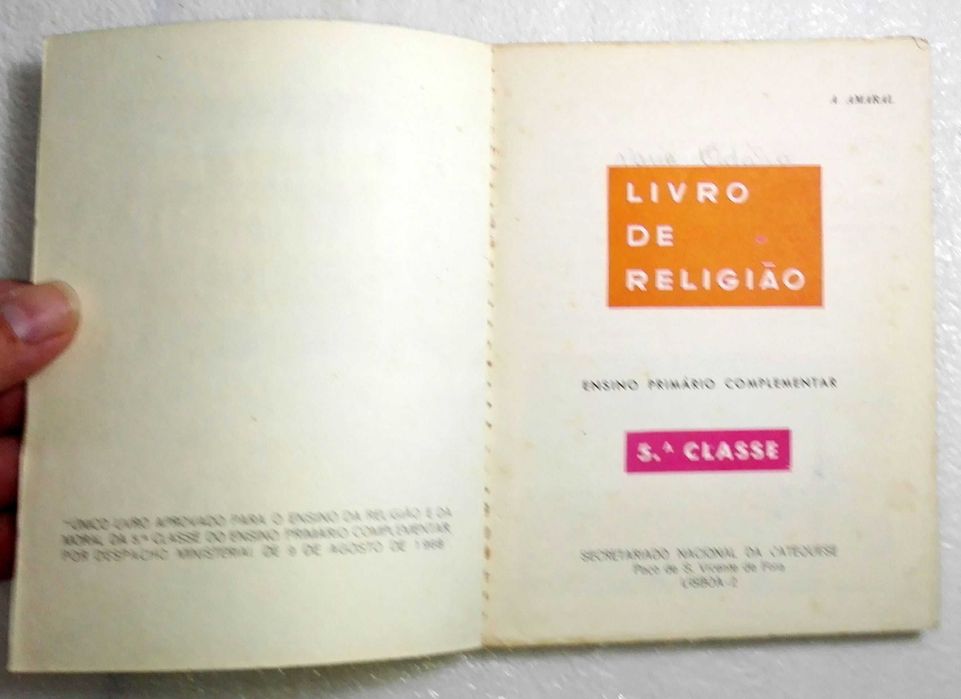 "ÚNICO LIVRO APROVADO PARA O ENSINO DA RELIGIÃO E DA
MORAL DA 5.ª CLASSE DO ENSINO PRIMÁRIO COMPLEMENTAR,
POR DESPACHO MINISTERIAL DE 9 DE AGOSTO DE 1968"
A. AMARAL
LIVRO
DE
RELIGIÃO
ENSINO PRIMÁRIO COMPLEMENTAR
5.ª CLASSE
SECRETARIADO NACIONAL DA CATEQUESE
Paço de S. Vicente de Fora
LISBOA-2